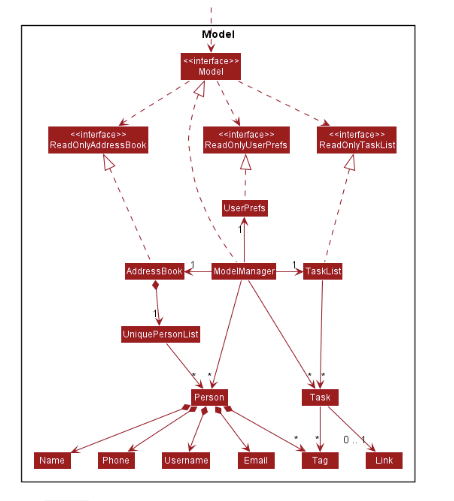 Model
<<interface>>
Model
<<interface>>
ReadOnlyAddressBook
<<interface>>
ReadOnlyUserPrefs
<<interface>>
ReadOnlyTaskList
UserPrefs
1
AddressBook
1
ModelManager
1
TaskList
1
UniquePersonList
*
*
*
*
Person
Task
*
*
0 .. 1
Name
Phone
Username
Email
Tag
Link